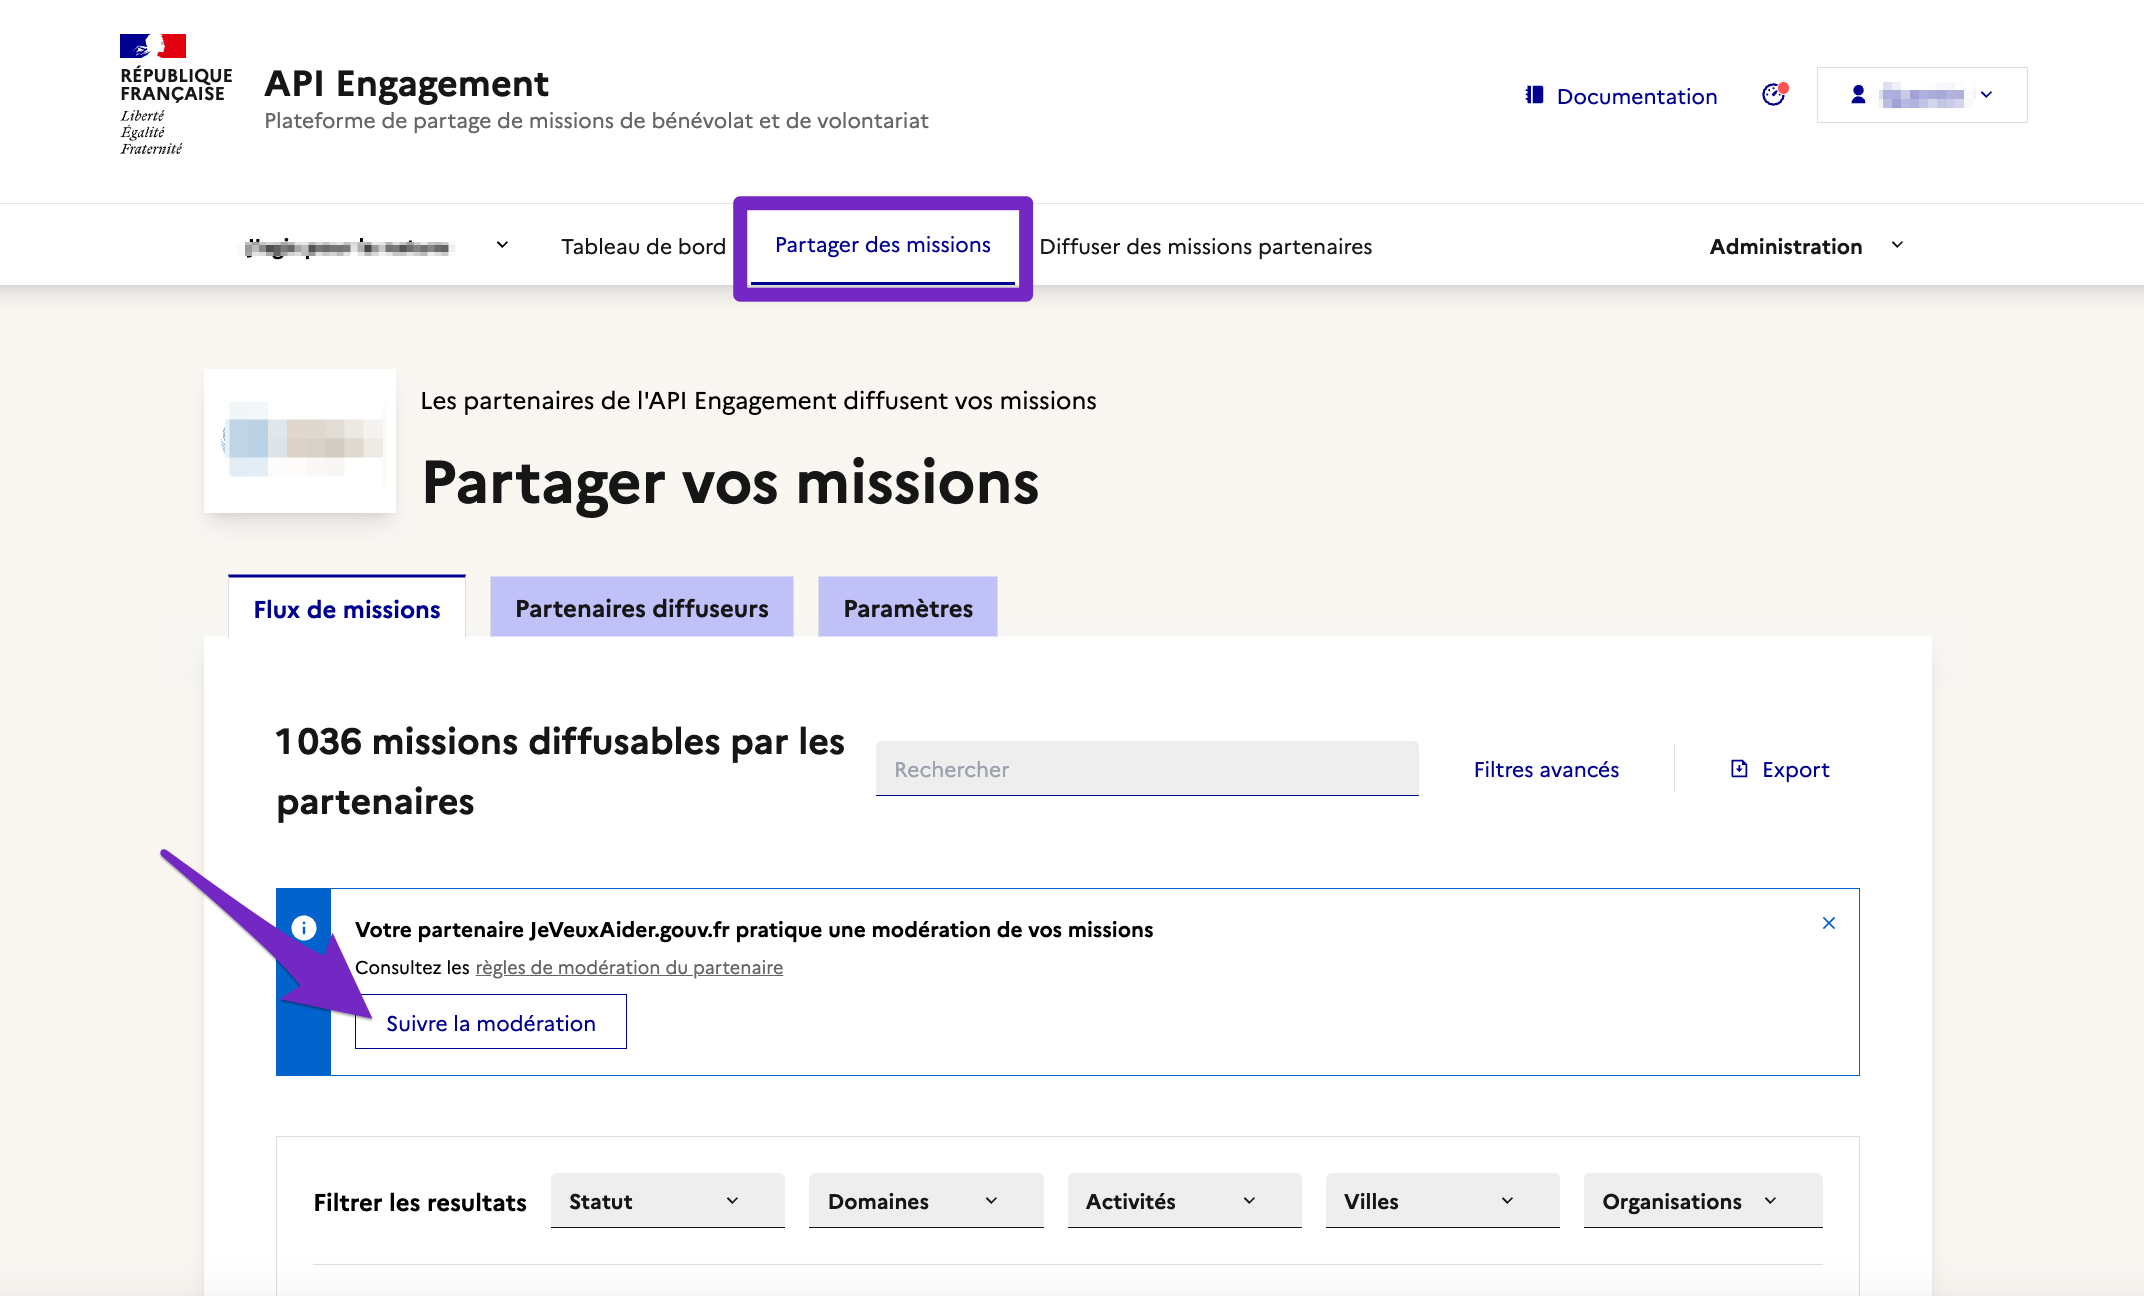 RÉPUBLIQUE
FRANÇAISE
Liberté
Égalité
Fraternité
API Engagement
Plateforme de partage de missions de bénévolat et de volontariat
Documentation
Tableau de bord
Partager des missions
Diffuser des missions partenaires
Administration
Les partenaires de l'API Engagement diffusent vos missions
Partager vos missions
Flux de missions
Partenaires diffuseurs
Paramètres
1 036 missions diffusables par les
partenaires
Rechercher
Filtres avancés
Export
Votre partenaire JeVeuxAider.gouv.fr pratique une modération de vos missions
Consultez les règles de modération du partenaire
Suivre la modération
Filtrer les resultats
Statut
Domaines
Activités
Villes
Organisations